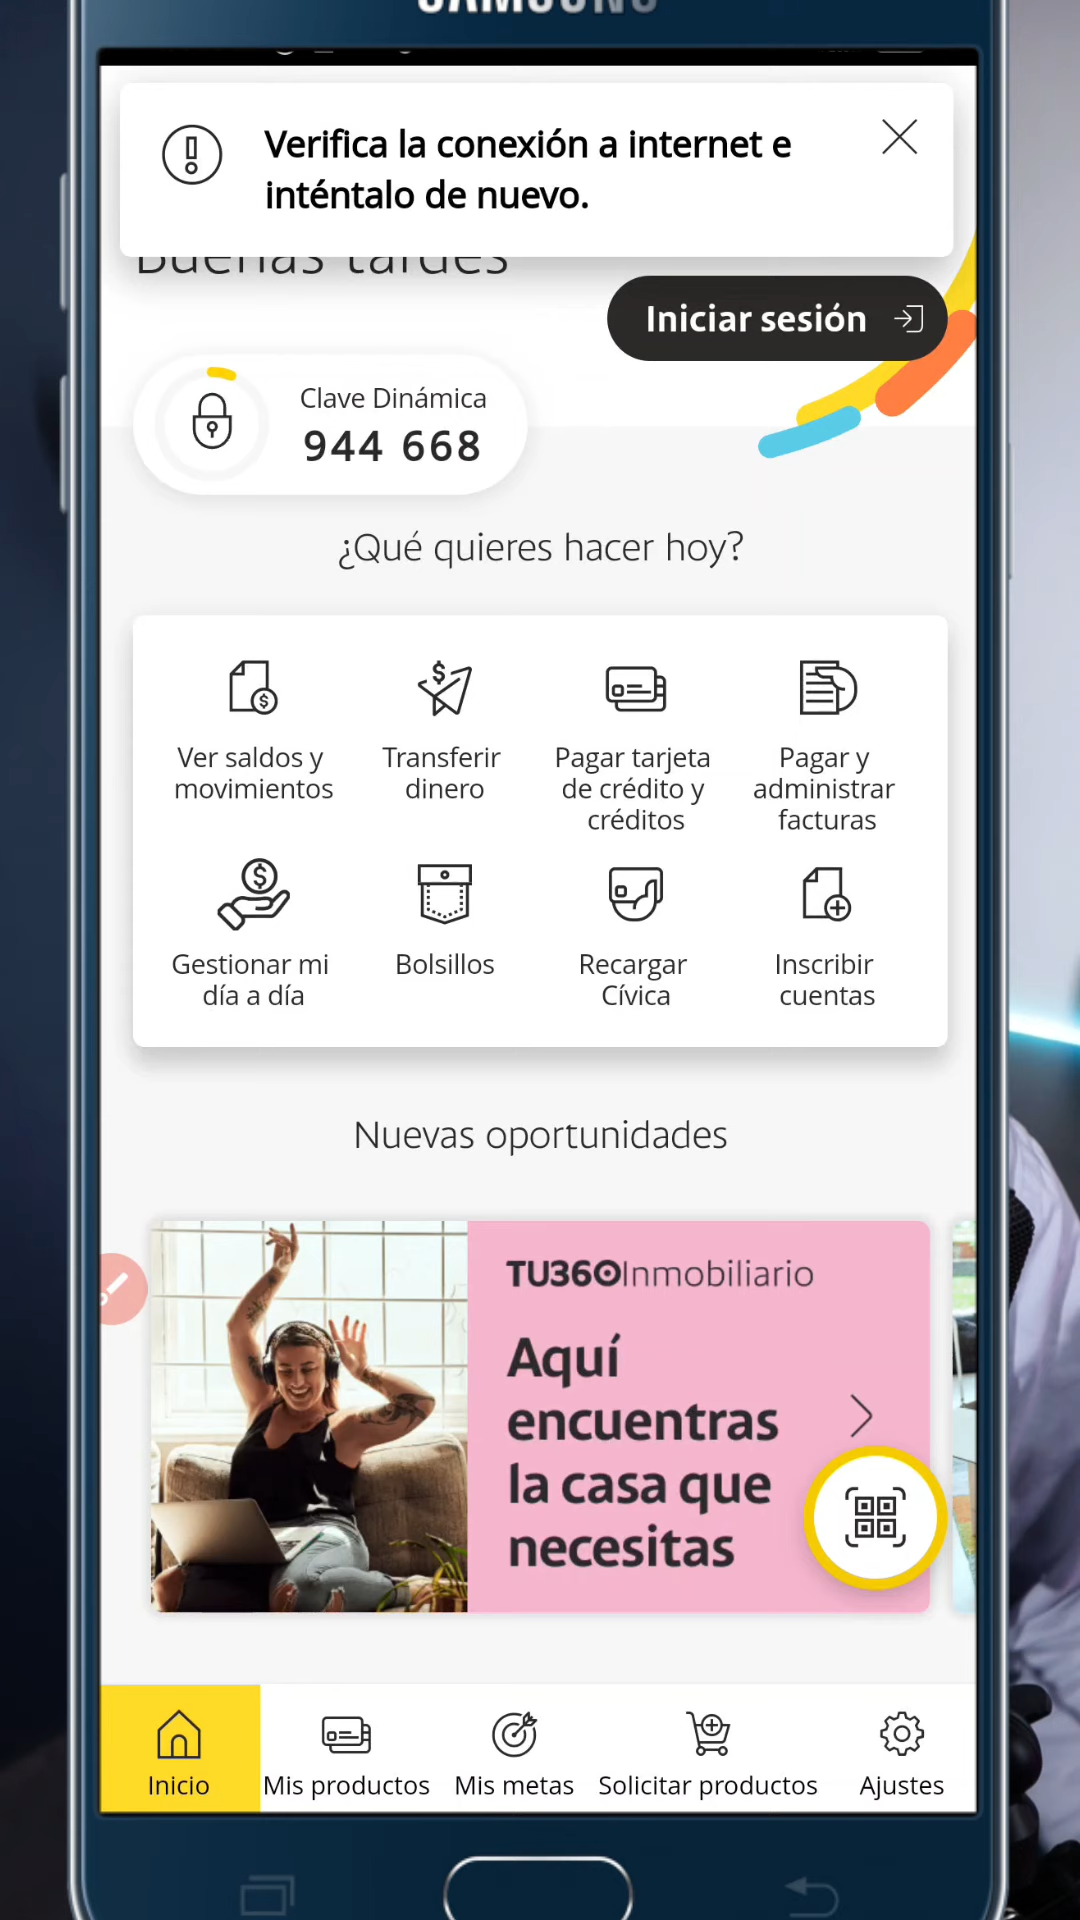 SAMSUNG
Verifica la conexión a internet e
inténtalo de nuevo.
Buenas tardes
Iniciar sesión
Clave Dinámica
944 668
¿Qué quieres hacer hoy?
Ver saldos y
movimientos
Transferir
dinero
Pagar tarjeta
de crédito y
créditos
Pagar y
administrar
facturas
Gestionar mi
día a día
Bolsillos
Recargar
Cívica
Inscribir
cuentas
Nuevas oportunidades
TU360Inmobiliario
Aquí
encuentras
la casa que
necesitas
Inicio
Mis productos
Mis metas
Solicitar productos
Ajustes